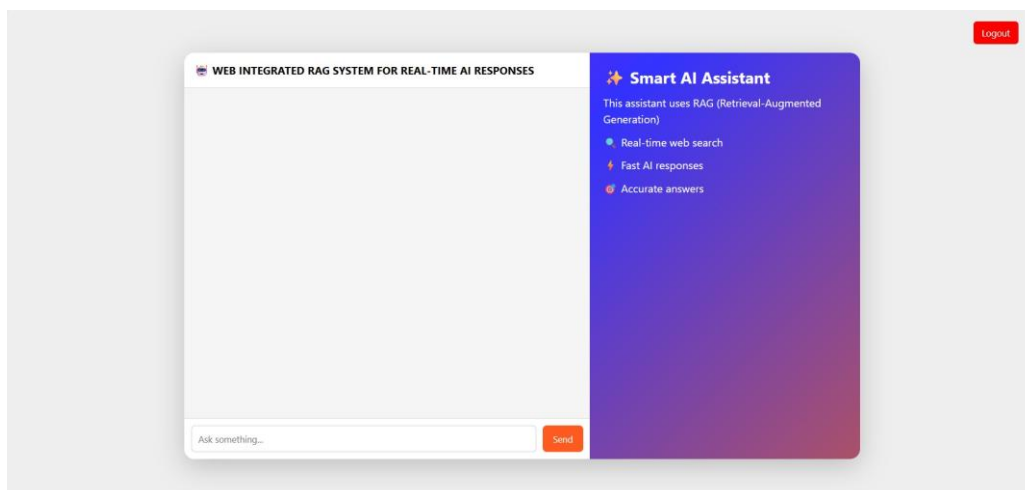 Logout
WEB INTEGRATED RAG SYSTEM FOR REAL-TIME AI RESPONSES
Ask something...
Send
✨ Smart AI Assistant
This assistant uses RAG (Retrieval-Augmented
Generation)
🔍 Real-time web search
⚡ Fast AI responses
🎯 Accurate answers